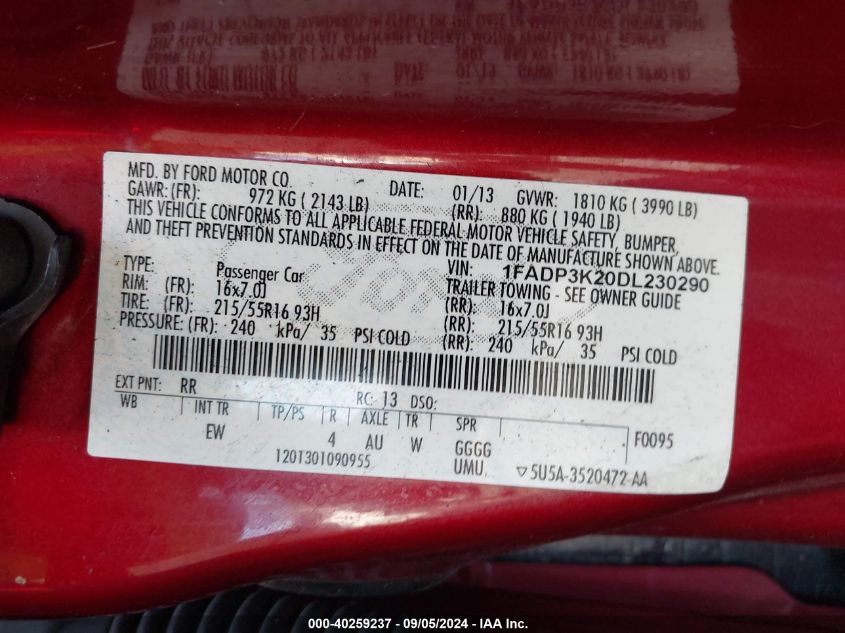 MFD. BY FORD MOTOR CO.
DATE: 01/13 GVWR: 1810 KG ( 3990 LB)
GAWR: (FR): 972 KG ( 2143 LB) (RR): 880 KG ( 1940 LB)
THIS VEHICLE CONFORMS TO ALL APPLICABLE FEDERAL MOTOR VEHICLE SAFETY, BUMPER,
AND THEFT PREVENTION STANDARDS IN EFFECT ON THE DATE OF MANUFACTURE SHOWN ABOVE.
VIN: 1FADP3K20DL230290
TYPE: Passenger Car TRAILER TOWING - SEE OWNER GUIDE
RIM: (FR): 16x7.0J (RR): 16x7.0J
TIRE: (FR): 215/55R16 93H (RR): 215/55R16 93H
PRESSURE: (FR): 240 kPa/ 35 PSI COLD (RR): 240 kPa/ 35 PSI COLD
EXT PNT: RR RC: 13 DSO:
WB INT TR TP/PS R AXLE TR SPR F0095
EW 4 AU W GGGG
120T301090955 UMU. 5U5A-3520472-AA
000-40259237 - 09/05/2024 - IAA Inc.